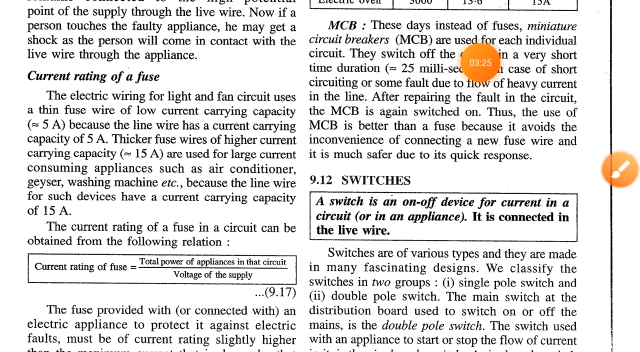 point of the supply through the live wire. Now if a
person touches the faulty appliance, he may get a
shock as the person will come in contact with the
live wire through the appliance.
Current rating of a fuse
The electric wiring for light and fan circuit uses
a thin fuse wire of low current carrying capacity
(≈ 5 A) because the line wire has a current carrying
capacity of 5 A. Thicker fuse wires of higher current
carrying capacity (≈ 15 A) are used for large current
consuming appliances such as air conditioner,
geyser, washing machine etc., because the line wire
for such devices have a current carrying capacity
of 15 A.
The current rating of a fuse in a circuit can be
obtained from the following relation :
Current rating of fuse = Total power of appliances in that circuit
Voltage of the supply
...(9.17)
The fuse provided with (or connected with) an
electric appliance to protect it against electric
faults, must be of current rating slightly higher
3000 13·6 15A
MCB : These days instead of fuses, miniature
circuit breakers (MCB) are used for each individual
circuit. They switch off the in a very short
time duration (≈ 25 case of short
03:25
circuiting or some fault due to flow of heavy current
in the line. After repairing the fault in the circuit,
the MCB is again switched on. Thus, the use of
MCB is better than a fuse because it avoids the
inconvenience of connecting a new fuse wire and
it is much safer due to its quick response.
9.12 SWITCHES
A switch is an on-off device for current in a
circuit (or in an appliance). It is connected in
the live wire.
Switches are of various types and they are made
in many fascinating designs. We classify the
switches in two groups : (i) single pole switch and
(ii) double pole switch. The main switch at the
distribution board used to switch on or off the
mains, is the double pole switch. The switch used
with an appliance to start or stop the flow of current